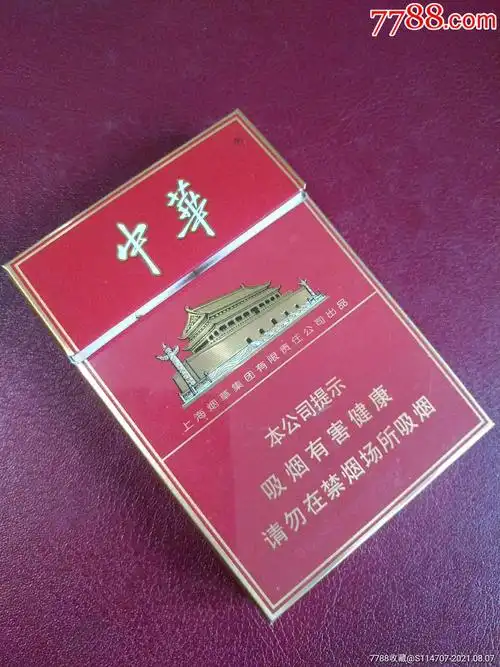 7788.com
中華
上海烟草集团有限责任公司出品
本公司提示
吸烟有害健康
请勿在禁烟场所吸烟
7788收藏@S114707-2021.08.07